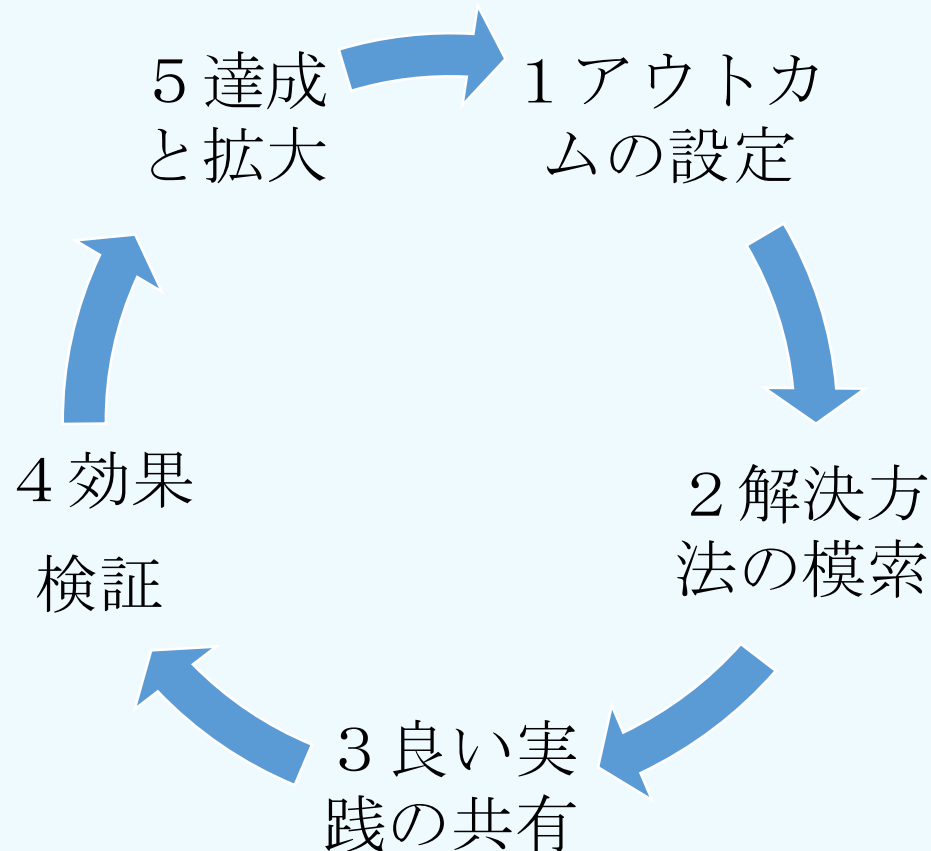 ５達成
と拡大
１アウトカ
ムの設定
２解決方
法の模索
３良い実
践の共有
４効果
検証